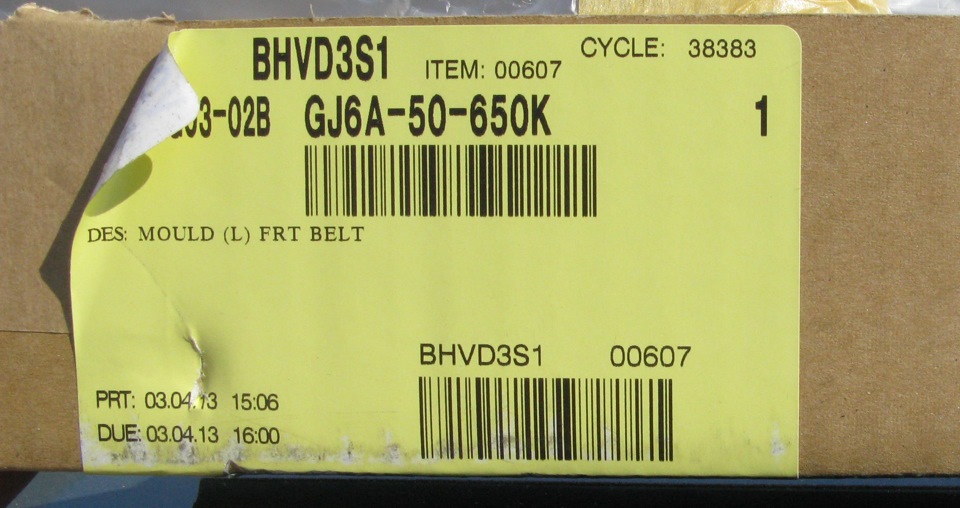 BHVD3S1 ITEM: 00607 CYCLE: 38383
03-02B GJ6A-50-650K 1
DES: MOULD (L) FRT BELT
BHVD3S1 00607
PRT: 03.04.13 15:06
DUE: 03.04.13 16:00